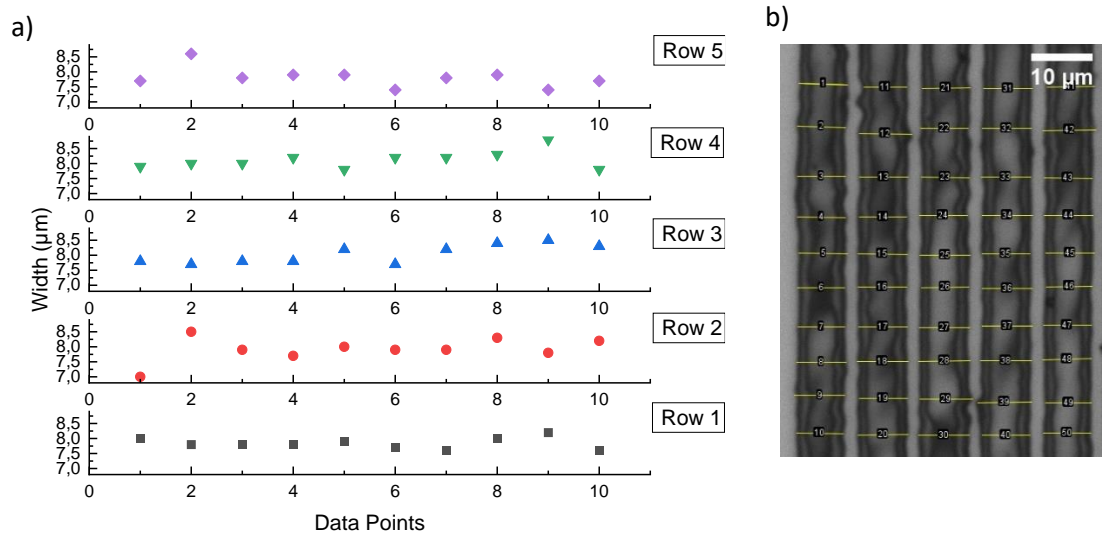 a)
Width (μm)
8,5
8,0
7,5
7,0
0 2 4 6 8 10
Row 5
8,5
8,0
7,5
7,0
0 2 4 6 8 10
Row 4
8,5
8,0
7,5
7,0
0 2 4 6 8 10
Row 3
8,5
8,0
7,5
7,0
0 2 4 6 8 10
Row 2
8,5
8,0
7,5
7,0
0 2 4 6 8 10
Row 1
Data Points
b)
10 μm
1 11 21 31
2 12 22 32 42
3 13 23 33 43
4 14 24 34 44
5 15 25 35 45
6 16 26 36 46
7 17 27 37 47
8 18 28 38 48
9 19 29 39 49
10 20 30 40 50